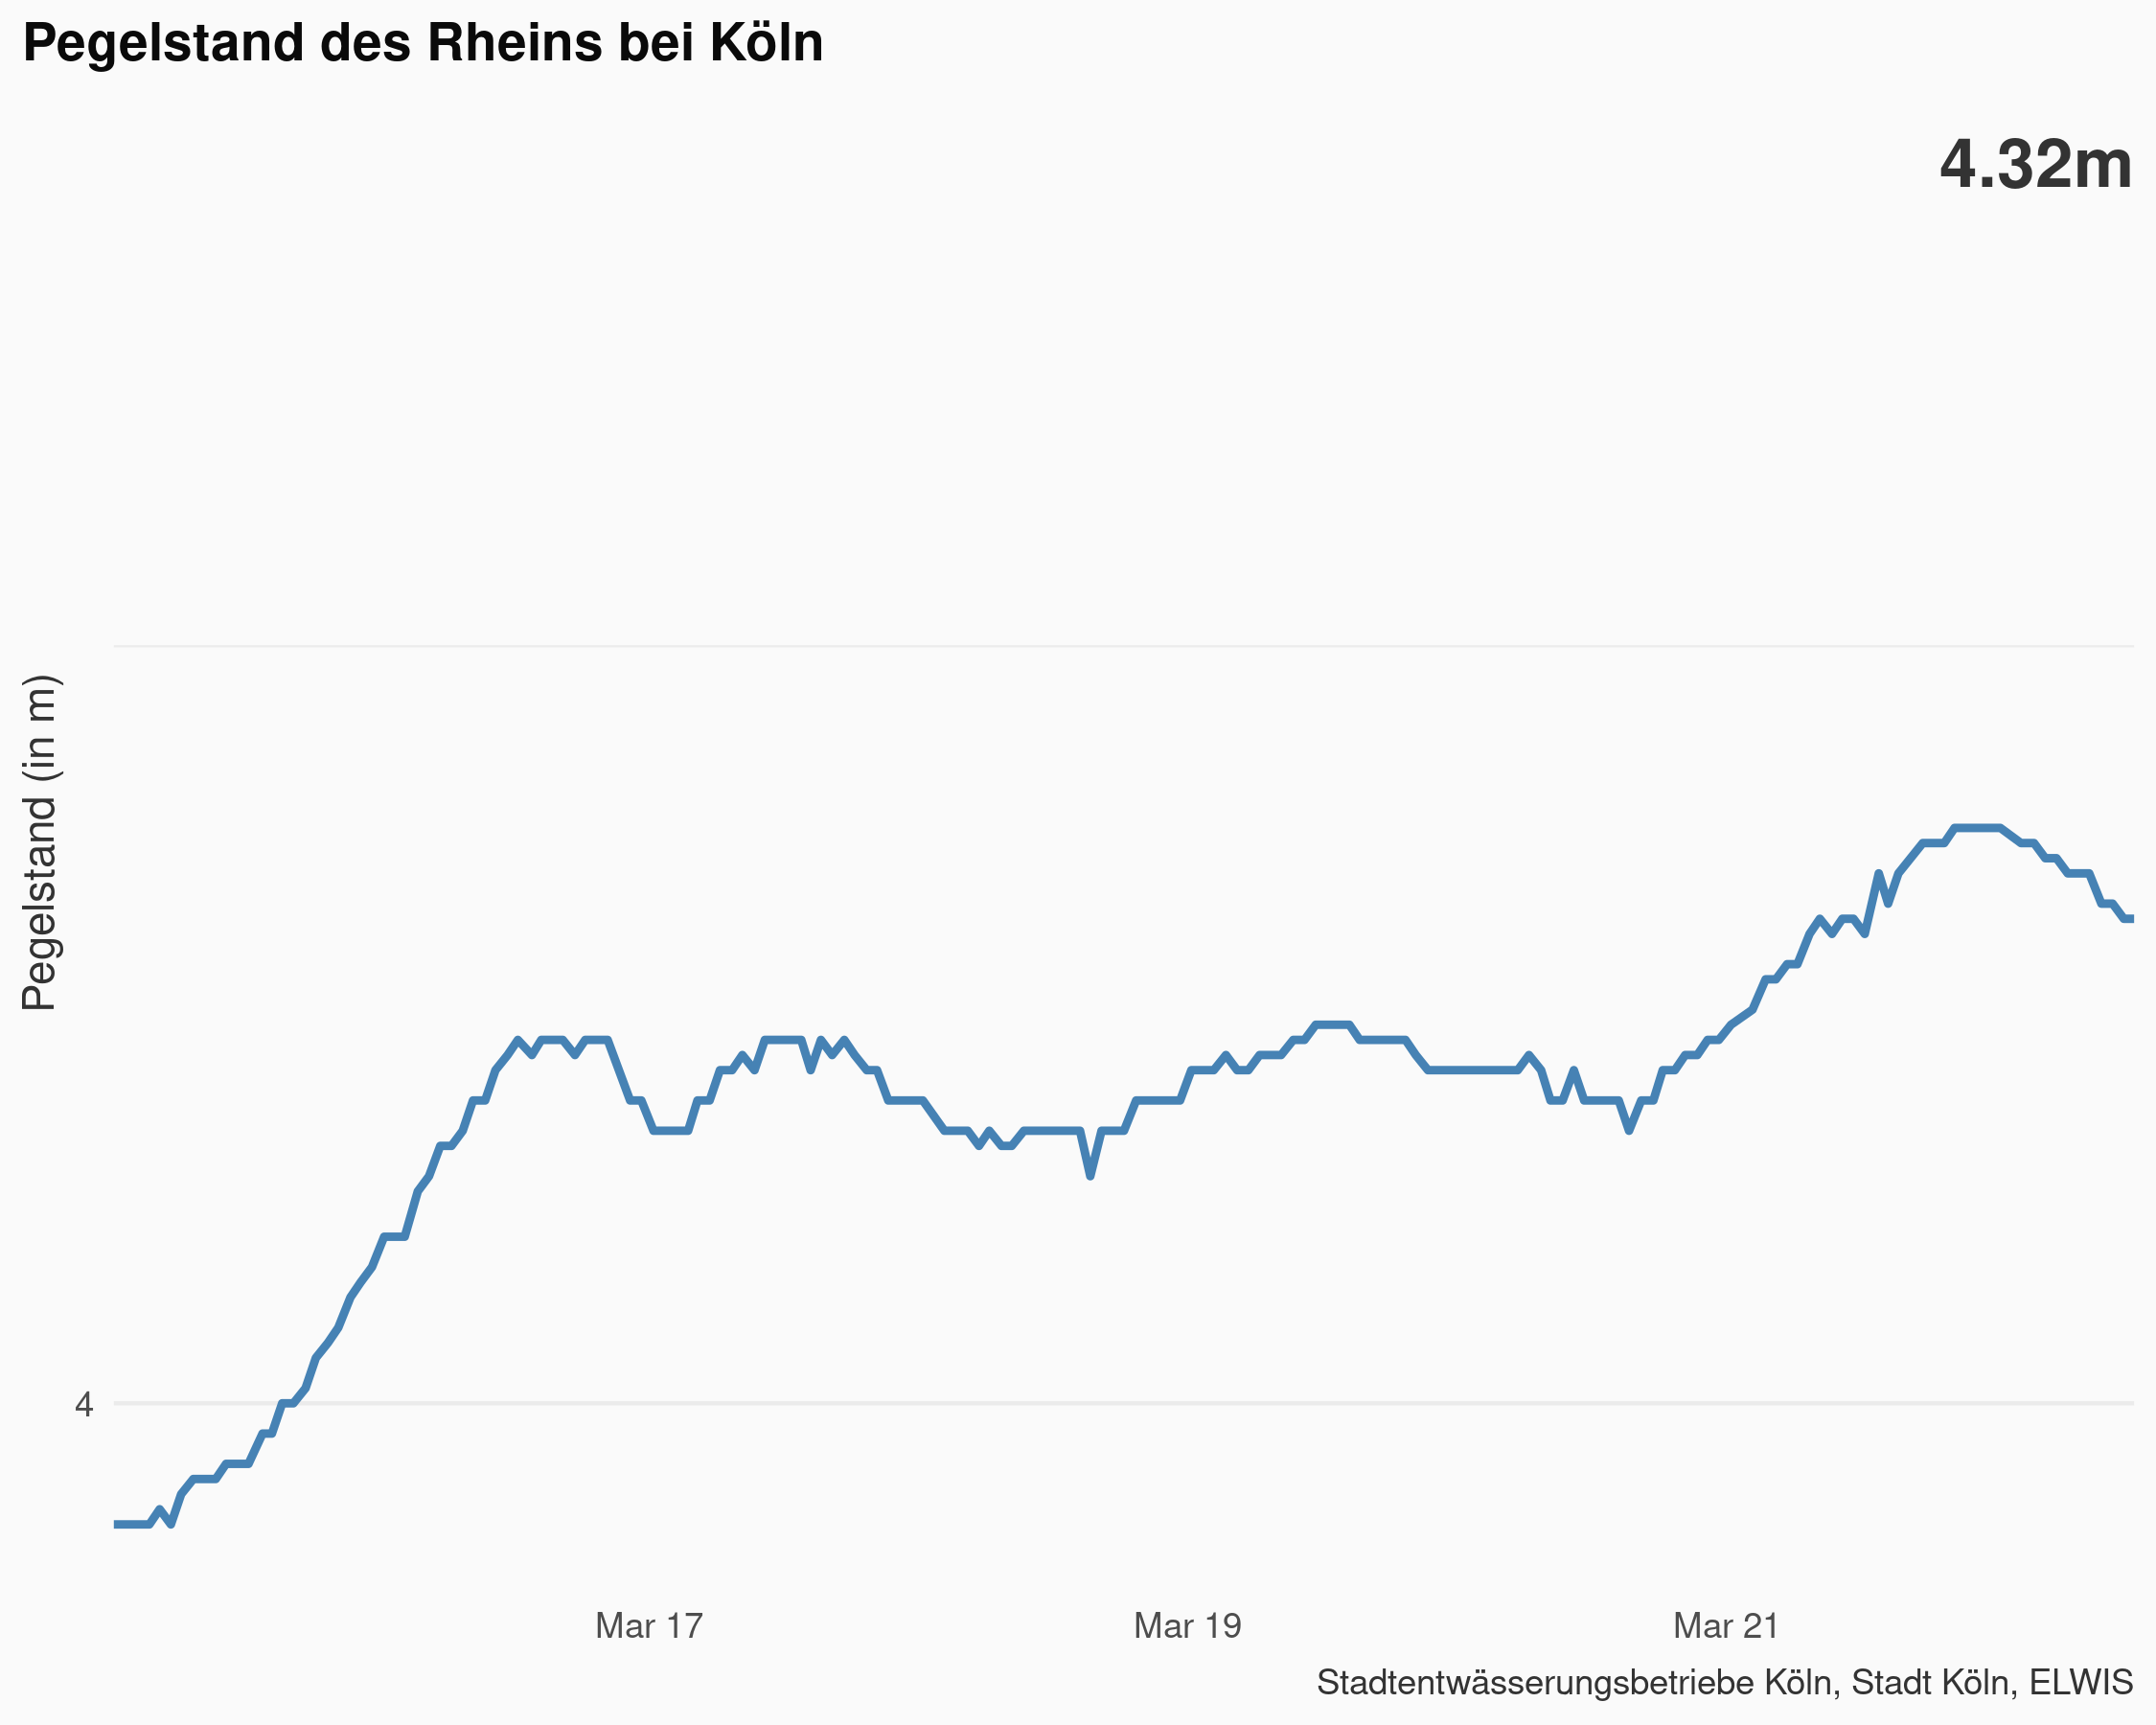 Pegelstand des Rheins bei Köln
4.32m
Pegelstand (in m)
4
Mar 17 Mar 19 Mar 21
Stadtentwässerungsbetriebe Köln, Stadt Köln, ELWIS